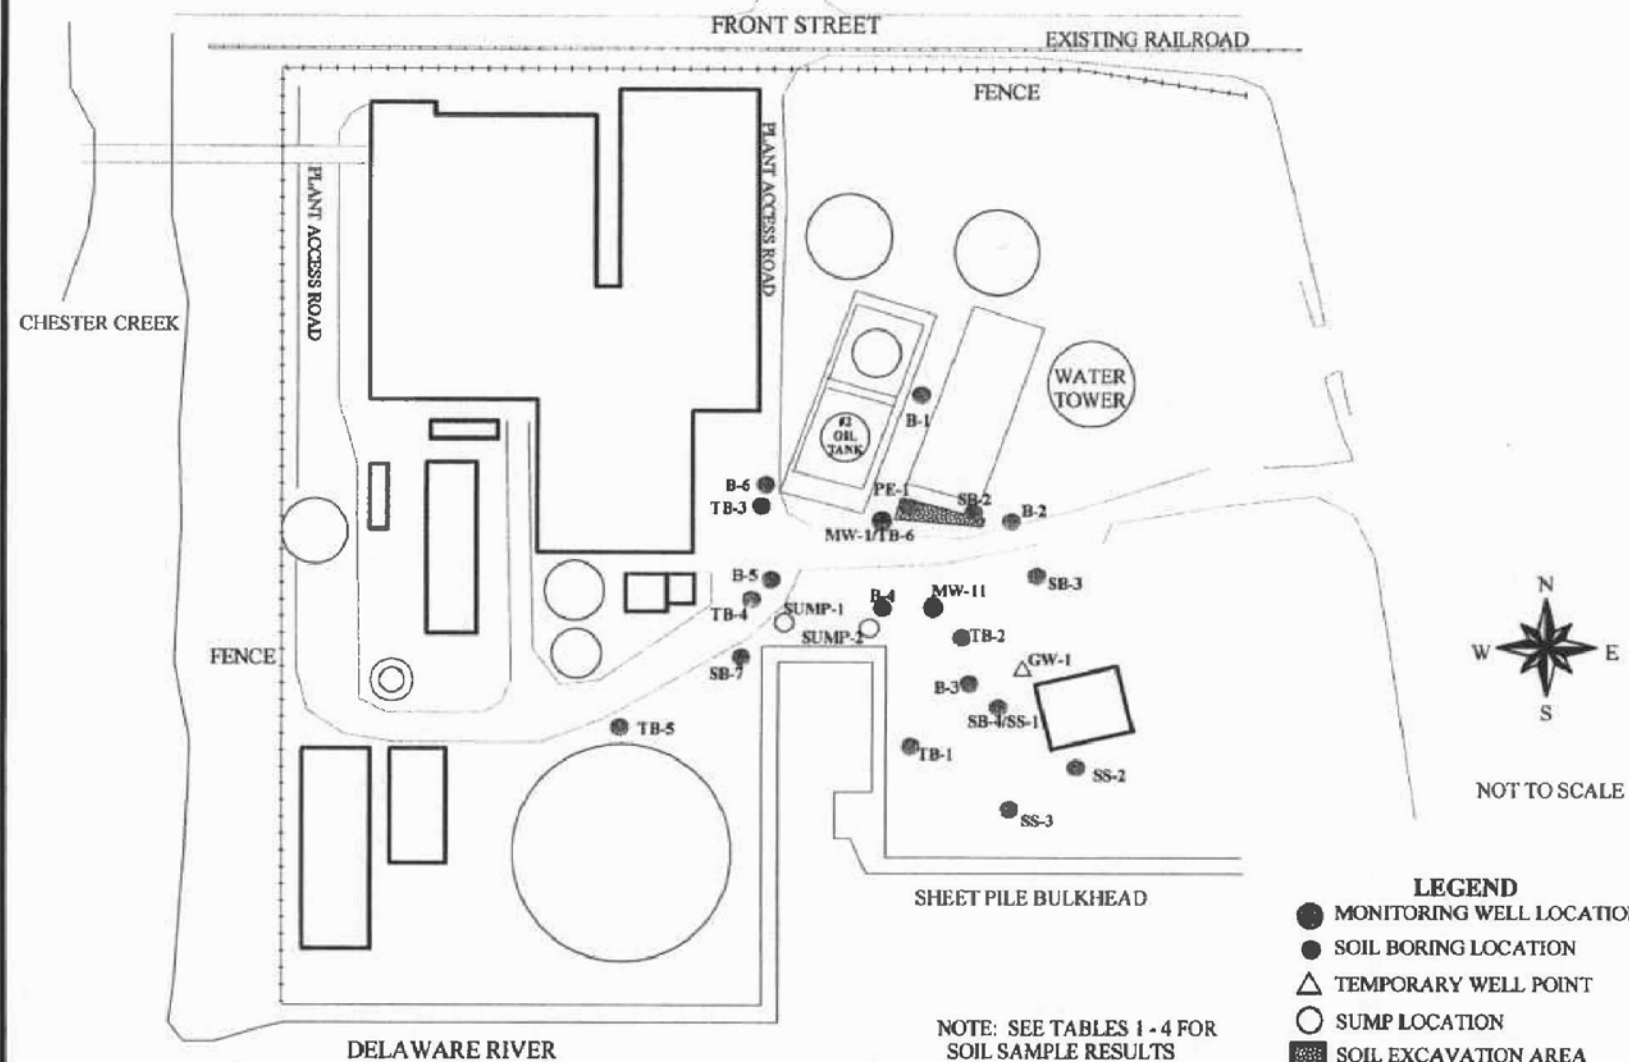 FRONT STREET
EXISTING RAILROAD
FENCE
PLANT ACCESS ROAD
PLANT ACCESS ROAD
CHESTER CREEK
WATER
TOWER
B-1
#2
OIL
TANK
B-6
TB-3
PE-1
SB-2
B-2
MW-1/TB-6
B-5
TB-4
SUMP-1
SUMP-2
B-4
MW-11
SB-3
TB-2
GW-1
N
W
E
S
FENCE
SB-7
B-3
SB-4/SS-1
TB-5
TB-1
SS-2
SS-3
NOT TO SCALE
SHEET PILE BULKHEAD
LEGEND
MONITORING WELL LOCATION
SOIL BORING LOCATION
TEMPORARY WELL POINT
SUMP LOCATION
SOIL EXCAVATION AREA
NOTE: SEE TABLES 1 - 4 FOR
SOIL SAMPLE RESULTS
DELAWARE RIVER